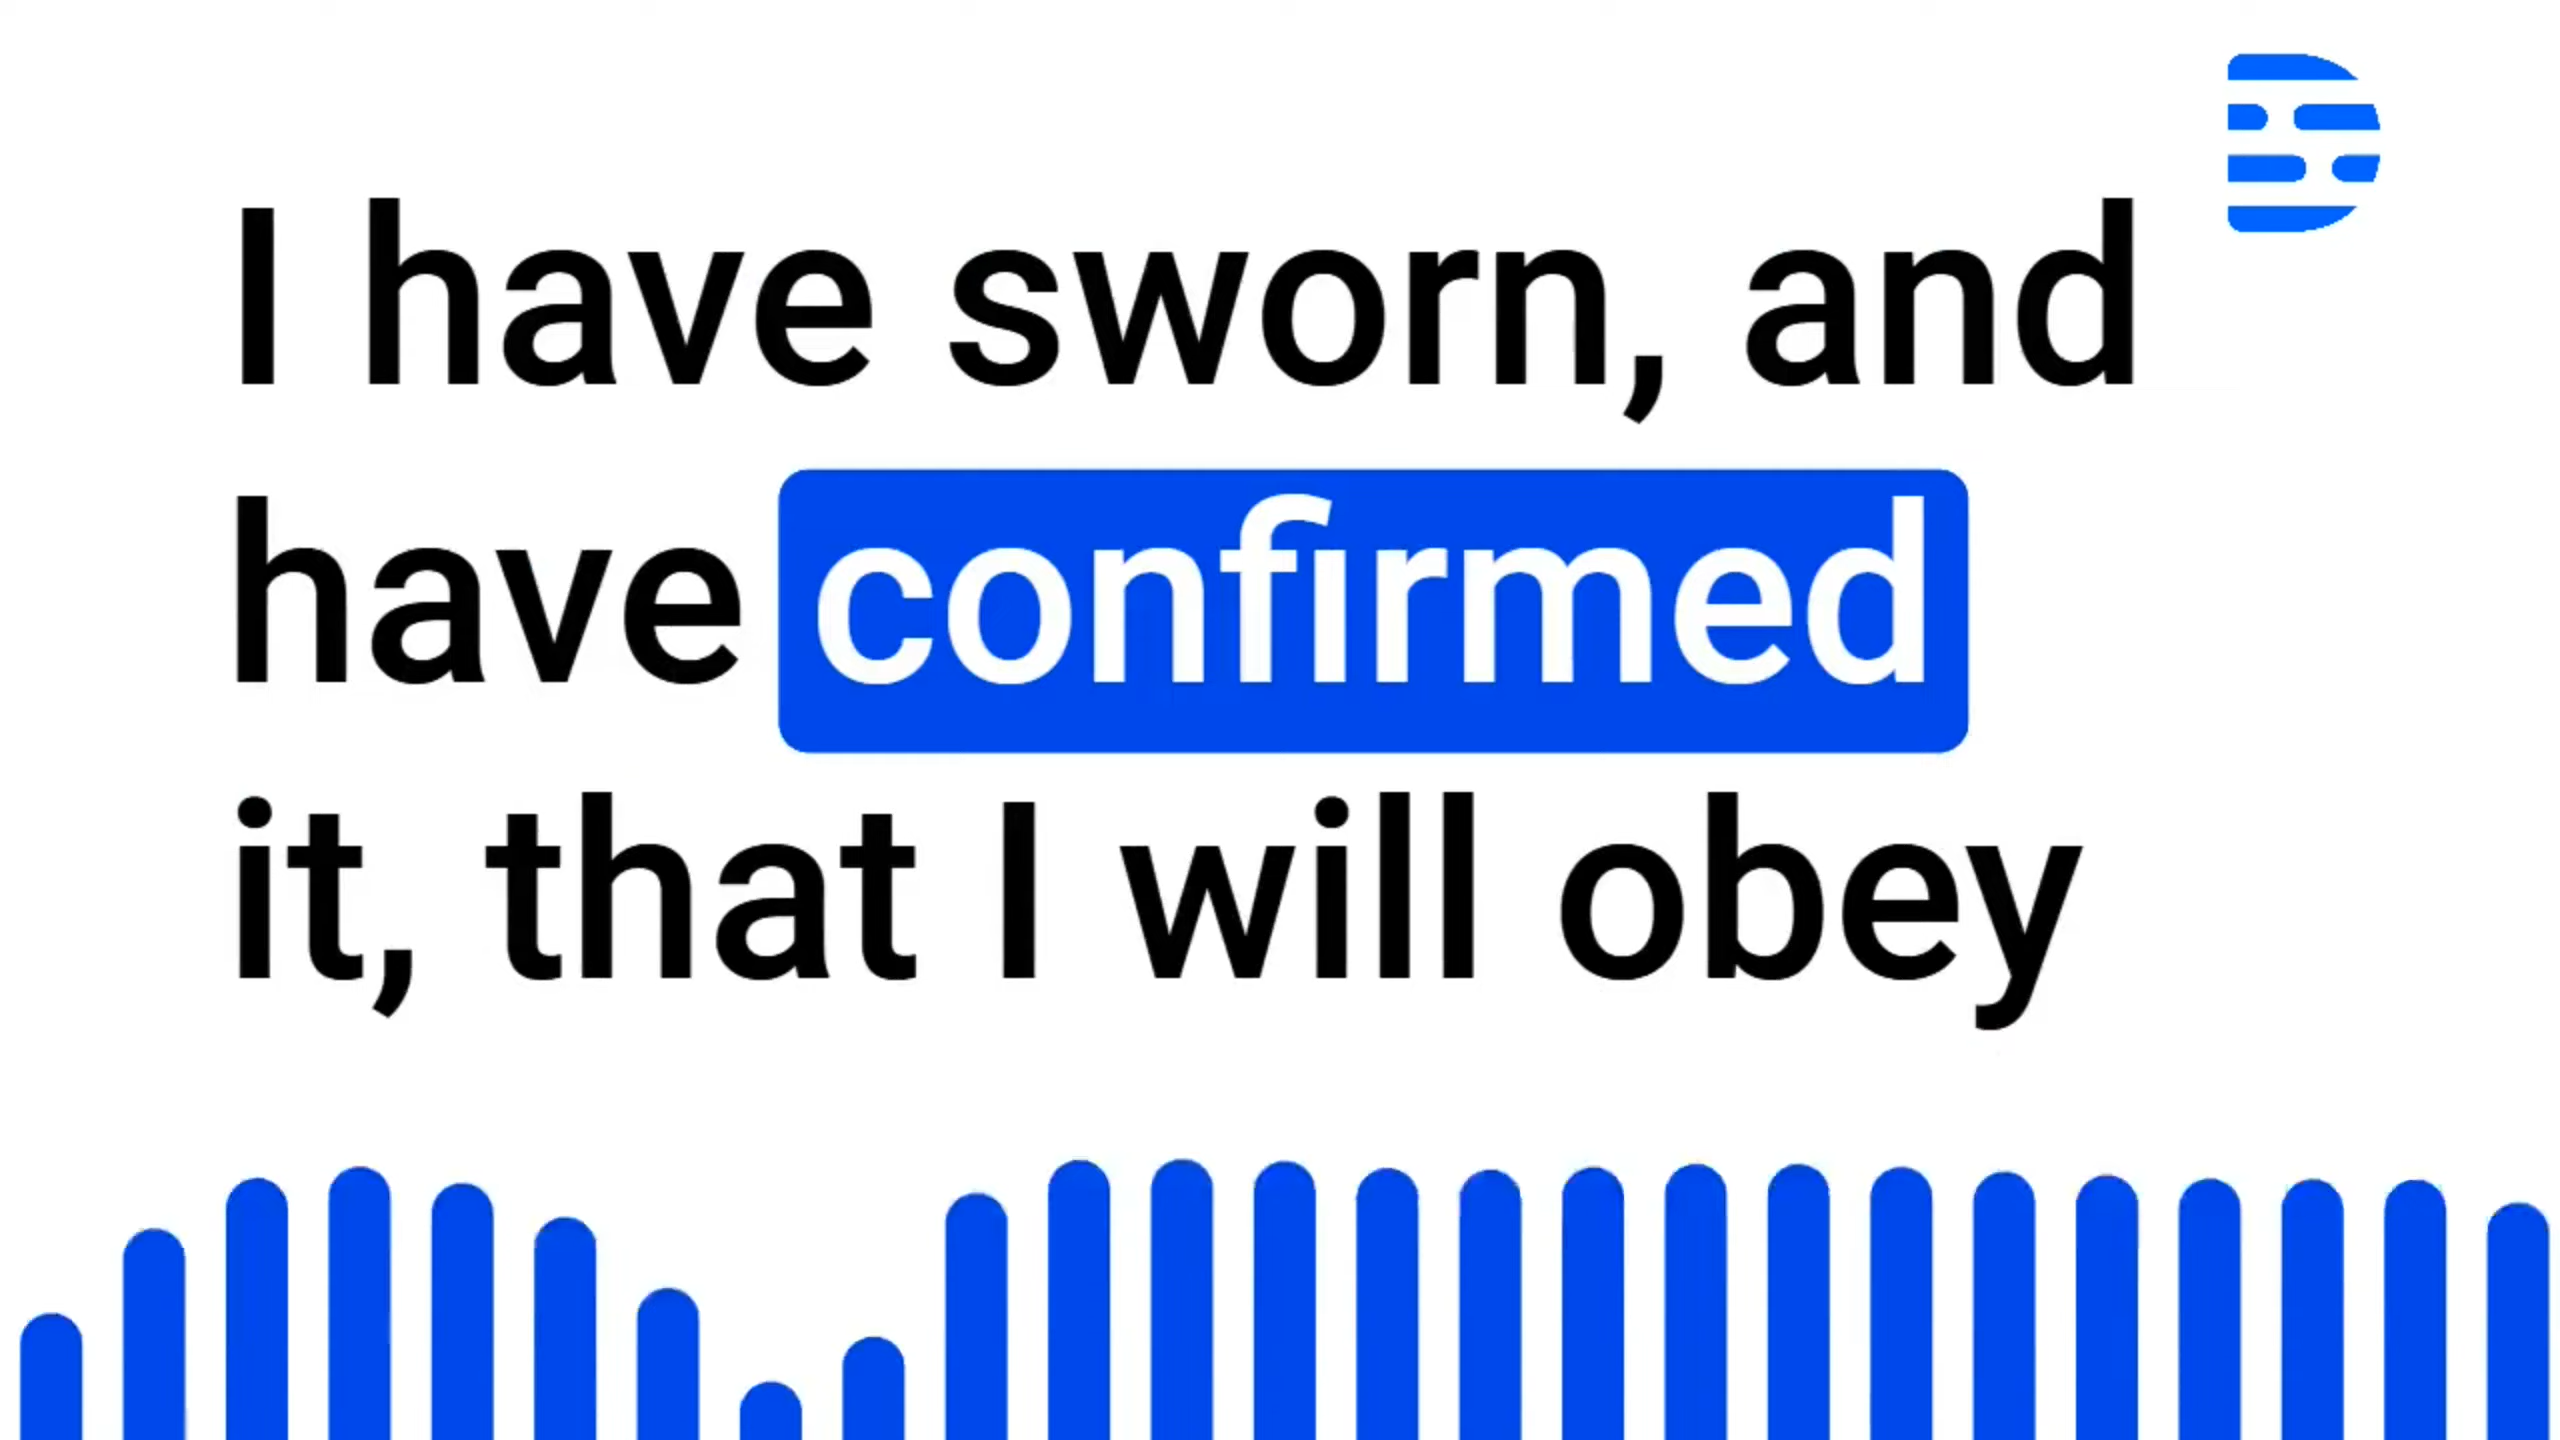 I have sworn, and
have confirmed
it, that I will obey